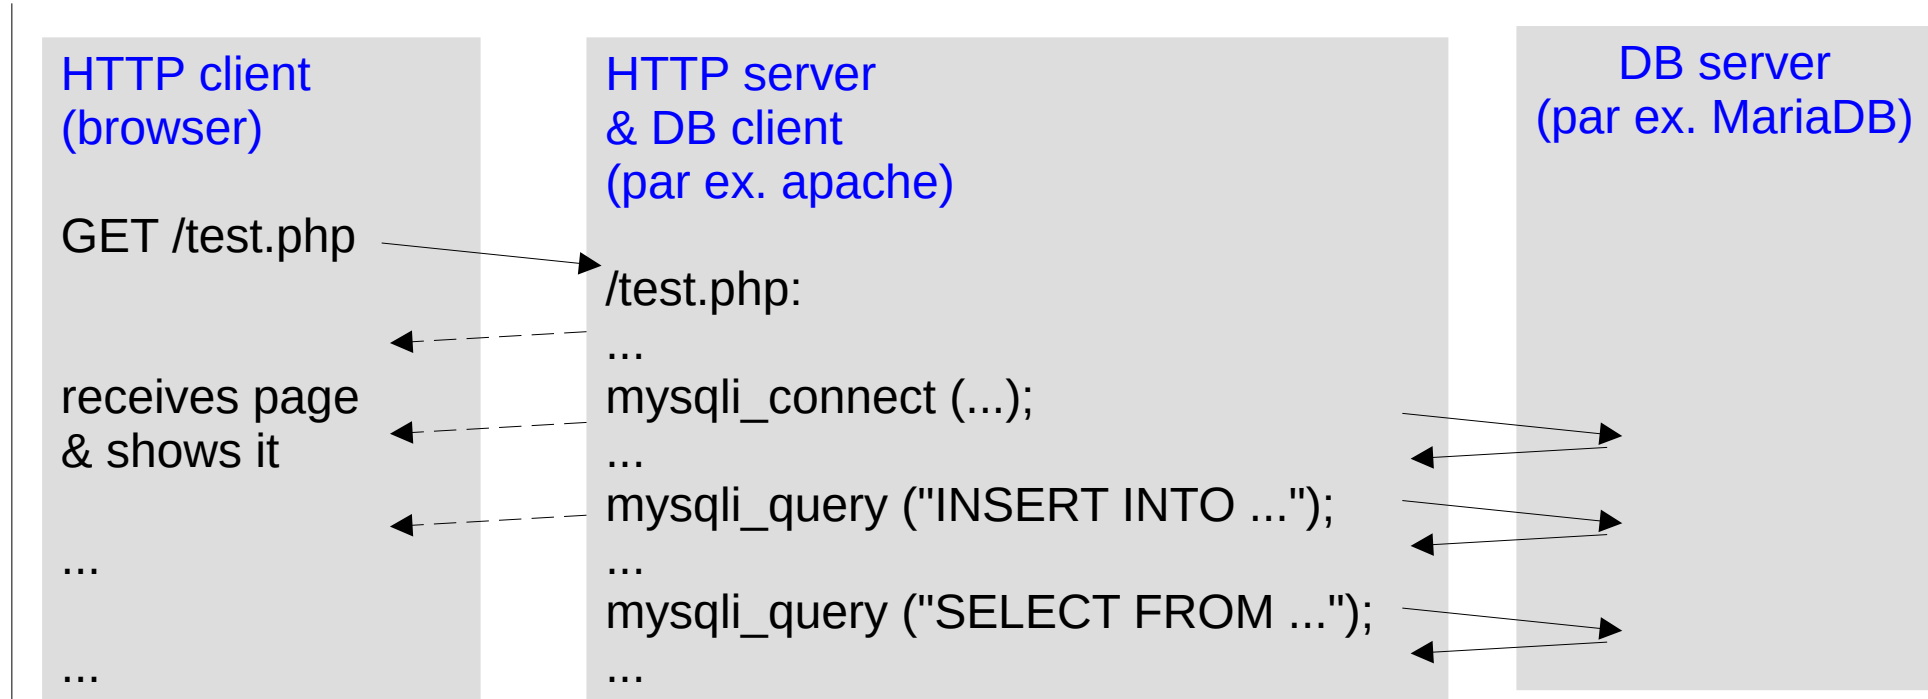 HTTP client
(browser)
GET /test.php
receives page
& shows it
...
...
HTTP server
& DB client
(par ex. apache)
/test.php:
...
mysqli_connect (...);
...
mysqli_query ("INSERT INTO ...");
...
mysqli_query ("SELECT FROM ...");
...
DB server
(par ex. MariaDB)